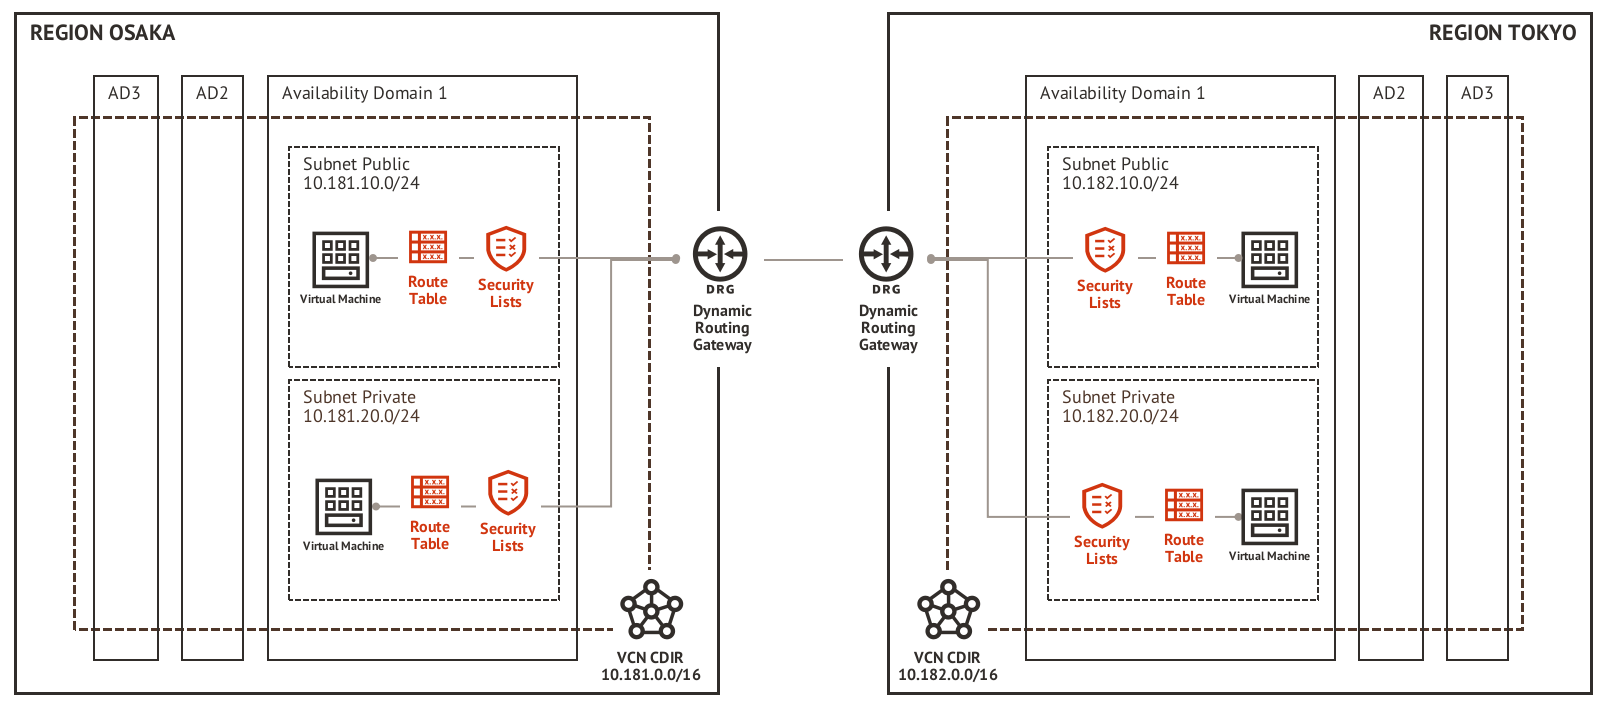 REGION OSAKA
AD3
AD2
Availability Domain 1
Subnet Public
10.181.10.0/24
Virtual Machine
x.x.x.
x.x.x.
x.x.x.
Route
Table
Security
Lists
Subnet Private
10.181.20.0/24
Virtual Machine
x.x.x.
x.x.x.
x.x.x.
Route
Table
Security
Lists
VCN CDIR
10.181.0.0/16
DRG
Dynamic
Routing
Gateway
DRG
Dynamic
Routing
Gateway
REGION TOKYO
Availability Domain 1
AD2
AD3
Subnet Public
10.182.10.0/24
Security
Lists
x.x.x.
x.x.x.
x.x.x.
Route
Table
Virtual Machine
Subnet Private
10.182.20.0/24
Security
Lists
x.x.x.
x.x.x.
x.x.x.
Route
Table
Virtual Machine
VCN CDIR
10.182.0.0/16